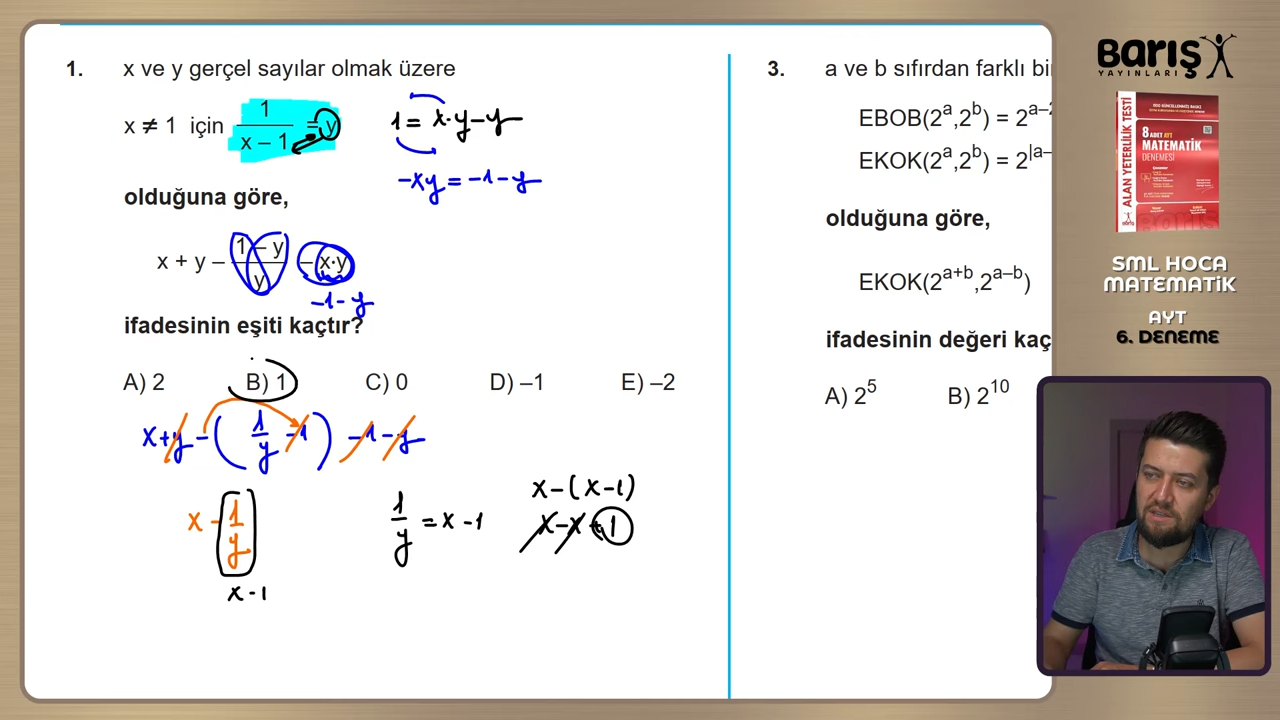 1. x ve y gerçel sayılar olmak üzere
x ≠ 1 için 1/(x – 1) = y
1 = x·y – y
–xy = –1 – y
olduğuna göre,
x + y – (1 – y)/y – x·y
–1 – y
ifadesinin eşiti kaçtır?
A) 2 B) 1 C) 0 D) –1 E) –2
x + y – (1/y – 1) – 1 – y
x – 1/y
x - 1
1/y = x - 1
x – (x – 1)
x – x + 1
3. a ve b sıfırdan farklı bir
EBOB(2^a,2^b) = 2^a–2
EKOK(2^a,2^b) = 2^|a–
olduğuna göre,
EKOK(2^a+b,2^a–b)
ifadesinin değeri kaç
A) 2^5 B) 2^10
BARIŞ
YAYINLARI
ALAN YETERLİLİK TESTİ
8 ADET AYT
MATEMATİK
DENEMESİ
SML HOCA
MATEMATİK
AYT
6. DENEME